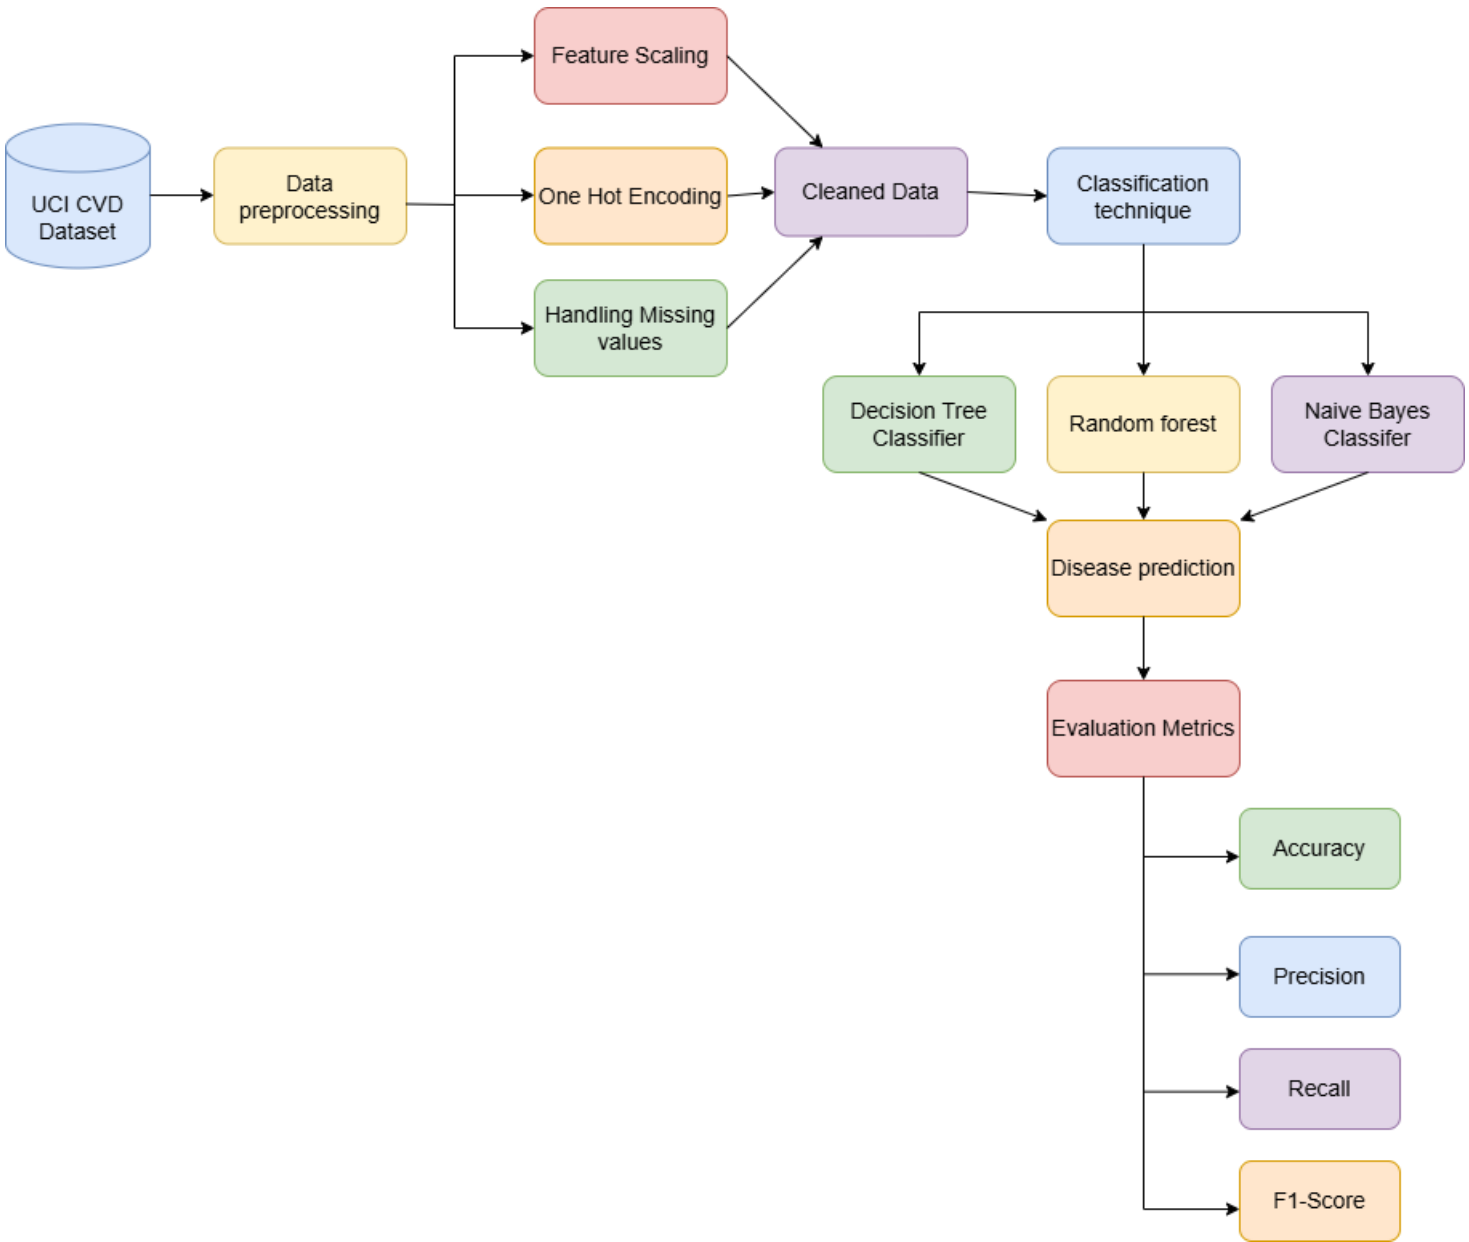 UCI CVD
Dataset
Data
preprocessing
Feature Scaling
One Hot Encoding
Handling Missing
values
Cleaned Data
Classification
technique
Decision Tree
Classifier
Random forest
Naive Bayes
Classifer
Disease prediction
Evaluation Metrics
Accuracy
Precision
Recall
F1-Score